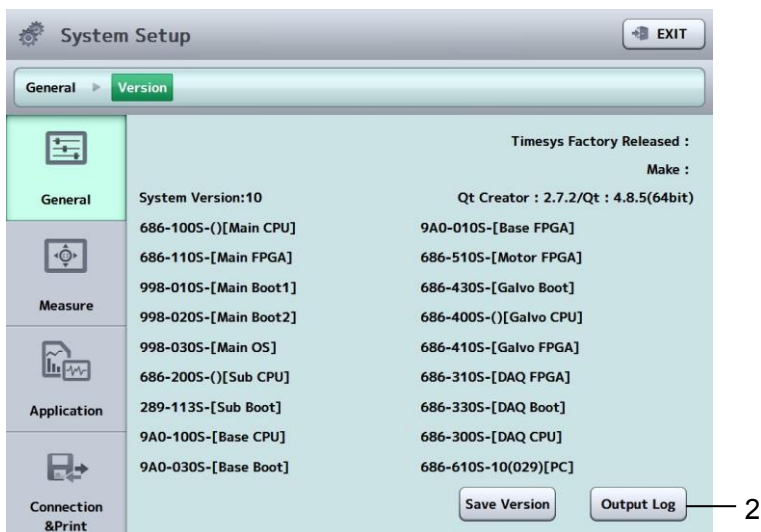 System Setup
EXIT
General
Version
General
Measure
Application
Connection
&Print
Timesys Factory Released :
Make :
System Version:10
Qt Creator : 2.7.2/Qt : 4.8.5(64bit)
686-100S-()[Main CPU]
9A0-010S-[Base FPGA]
686-110S-[Main FPGA]
686-510S-[Motor FPGA]
998-010S-[Main Boot1]
686-430S-[Galvo Boot]
998-020S-[Main Boot2]
686-400S-()[Galvo CPU]
998-030S-[Main OS]
686-410S-[Galvo FPGA]
686-200S-()[Sub CPU]
686-310S-[DAQ FPGA]
289-113S-[Sub Boot]
686-330S-[DAQ Boot]
9A0-100S-[Base CPU]
686-300S-[DAQ CPU]
9A0-030S-[Base Boot]
686-610S-10(029)[PC]
Save Version
Output Log
2